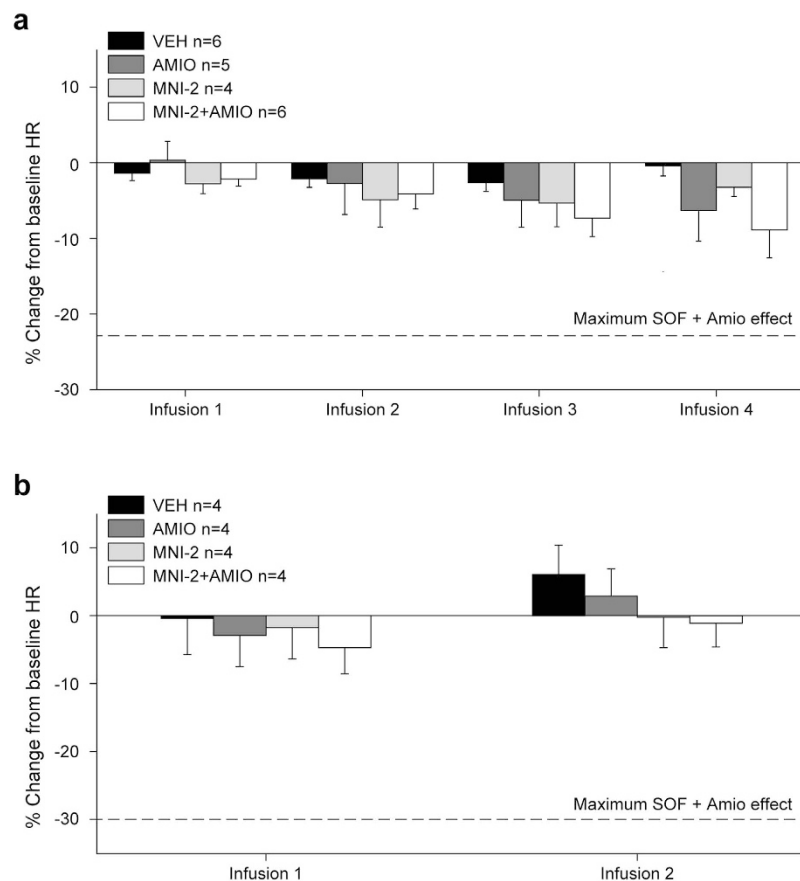 a
VEH n=6
AMIO n=5
MNI-2 n=4
MNI-2+AMIO n=6
% Change from baseline HR
10
0
-10
-20
-30
Maximum SOF + Amio effect
Infusion 1
Infusion 2
Infusion 3
Infusion 4
b
VEH n=4
AMIO n=4
MNI-2 n=4
MNI-2+AMIO n=4
% Change from baseline HR
10
0
-10
-20
-30
Maximum SOF + Amio effect
Infusion 1
Infusion 2